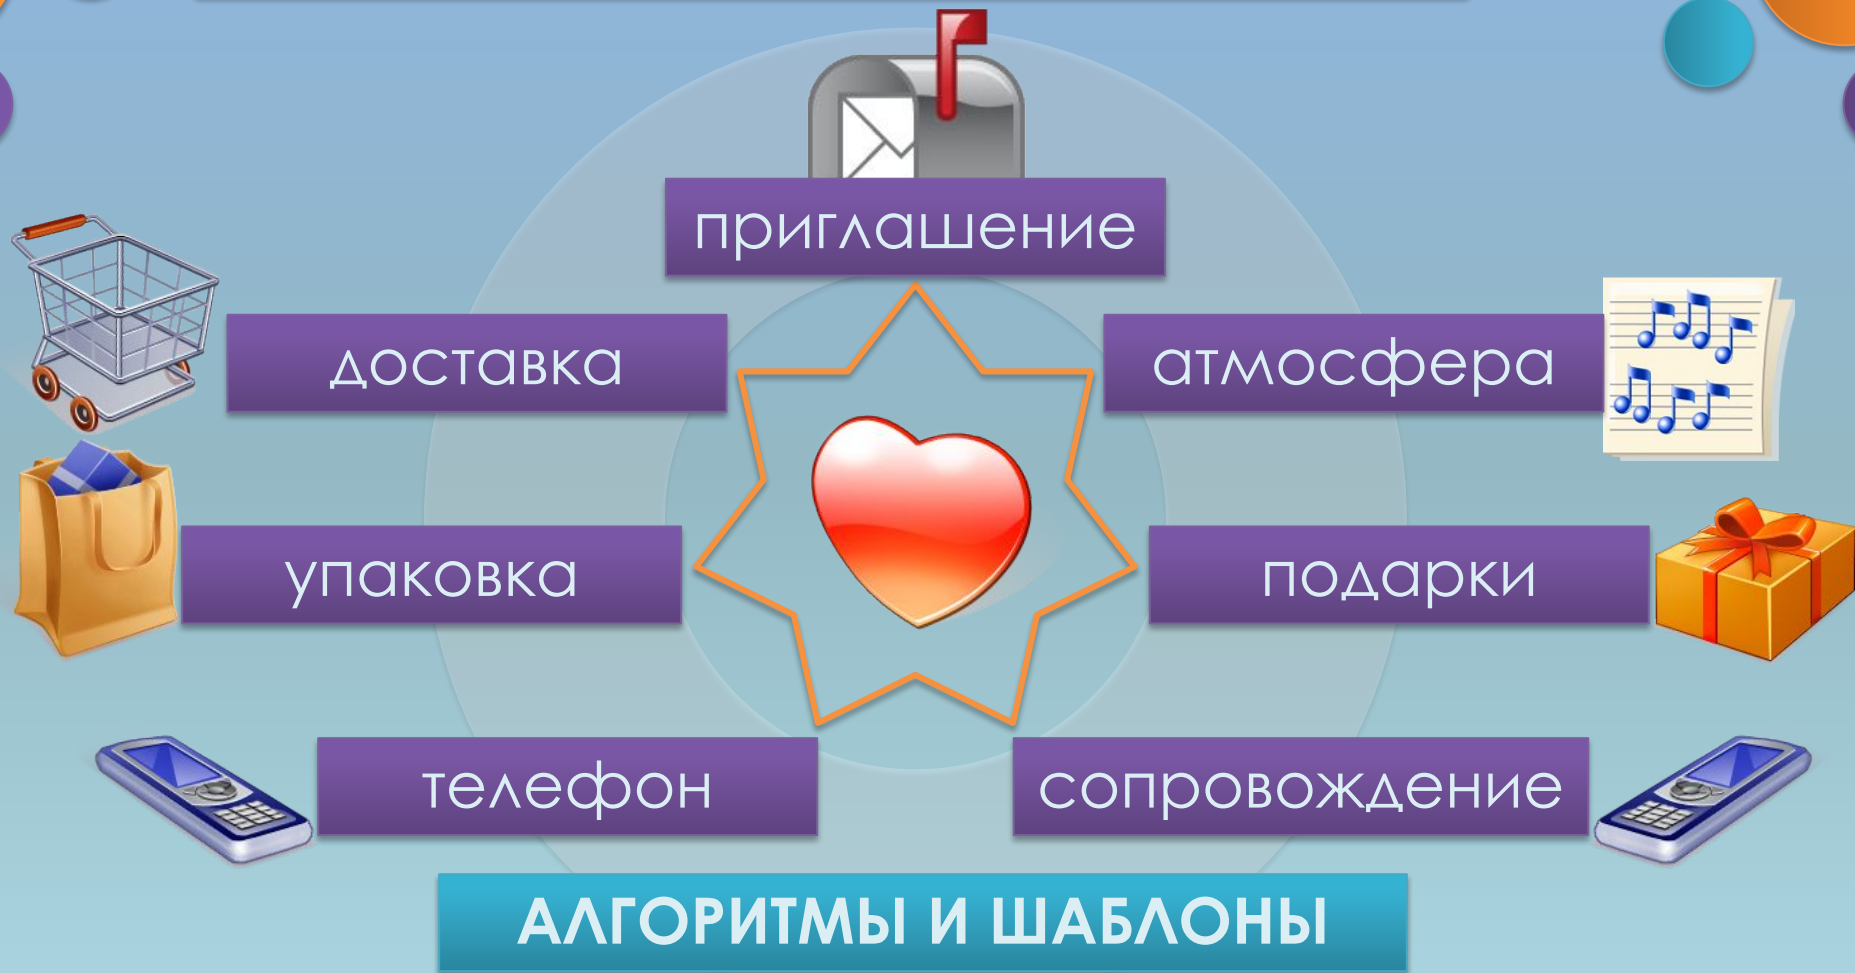 приглашение
доставка
атмосфера
упаковка
подарки
телефон
сопровождение
АЛГОРИТМЫ И ШАБЛОНЫ